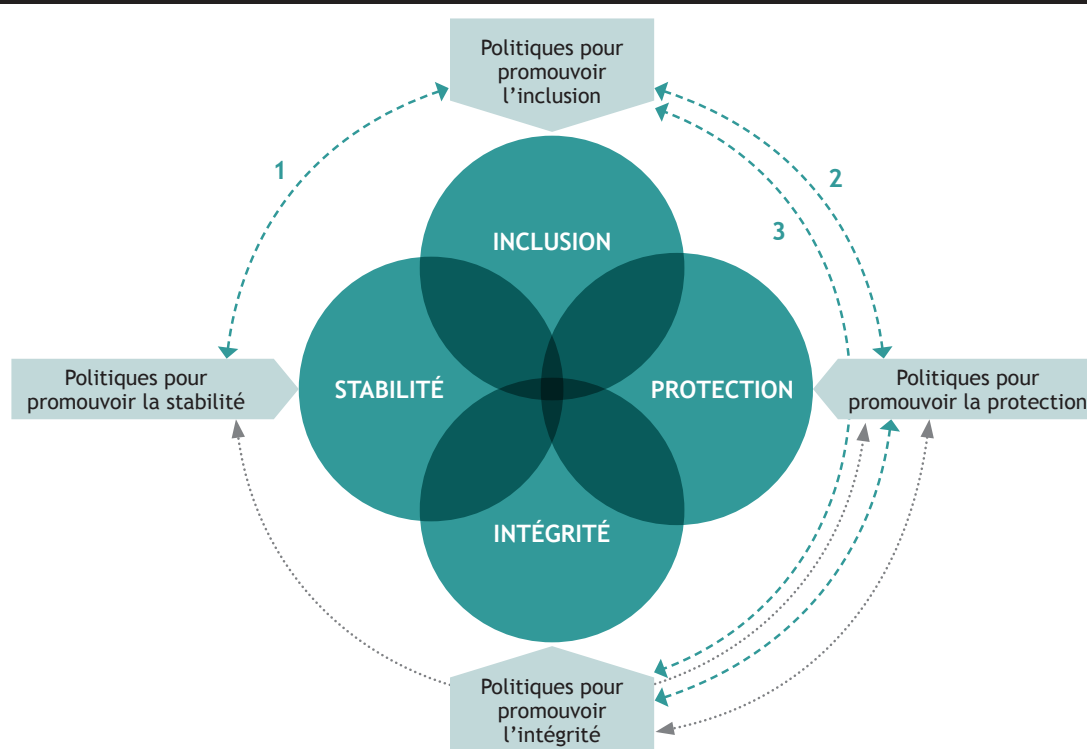 Politiques pour
promouvoir
l’inclusion
1
2
3
INCLUSION
Politiques pour
promouvoir la stabilité
STABILITÉ
PROTECTION
Politiques pour
promouvoir la protection
INTÉGRITÉ
Politiques pour
promouvoir
l’intégrité